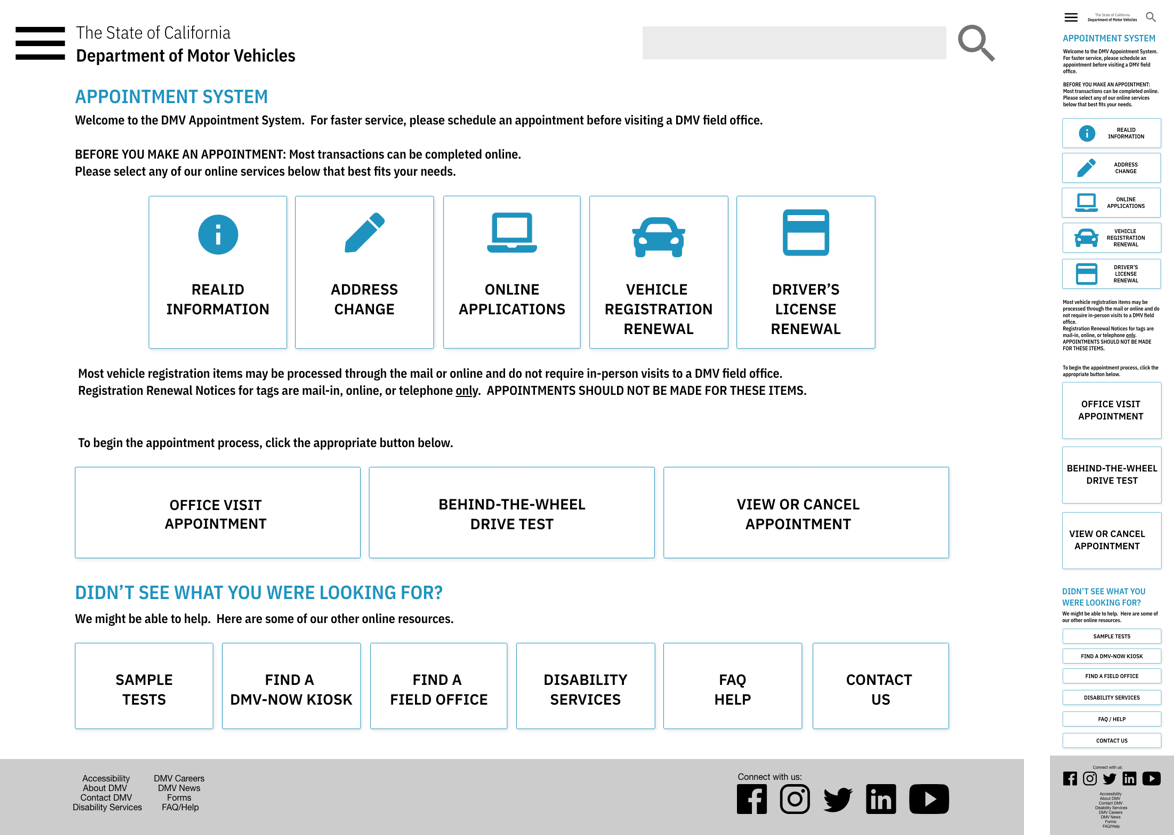 The State of California
Department of Motor Vehicles
APPOINTMENT SYSTEM
Welcome to the DMV Appointment System.  For faster service, please schedule an appointment before visiting a DMV field office.
BEFORE YOU MAKE AN APPOINTMENT: Most transactions can be completed online.
Please select any of our online services below that best fits your needs.
REALID
INFORMATION
ADDRESS
CHANGE
ONLINE
APPLICATIONS
VEHICLE
REGISTRATION
RENEWAL
DRIVER'S
LICENSE
RENEWAL
Most vehicle registration items may be processed through the mail or online and do not require in-person visits to a DMV field office.
Registration Renewal Notices for tags are mail-in, online, or telephone only.  APPOINTMENTS SHOULD NOT BE MADE FOR THESE ITEMS.
To begin the appointment process, click the appropriate button below.
OFFICE VISIT
APPOINTMENT
BEHIND-THE-WHEEL
DRIVE TEST
VIEW OR CANCEL
APPOINTMENT
DIDN'T SEE WHAT YOU WERE LOOKING FOR?
We might be able to help.  Here are some of our other online resources.
SAMPLE
TESTS
FIND A
DMV-NOW KIOSK
FIND A
FIELD OFFICE
DISABILITY
SERVICES
FAQ
HELP
CONTACT
US
Accessibility
About DMV
Contact DMV
Disability Services
DMV Careers
DMV News
Forms
FAQ/Help
Connect with us:
The State of California
Department of Motor Vehicles
APPOINTMENT SYSTEM
Welcome to the DMV Appointment System.
For faster service, please schedule an
appointment before visiting a DMV field
office.
BEFORE YOU MAKE AN APPOINTMENT:
Most transactions can be completed online.
Please select any of our online services
below that best fits your needs.
REALID
INFORMATION
ADDRESS
CHANGE
ONLINE
APPLICATIONS
VEHICLE
REGISTRATION
RENEWAL
DRIVER'S
LICENSE
RENEWAL
Most vehicle registration items may be
processed through the mail or online and do
not require in-person visits to a DMV field
office.
Registration Renewal Notices for tags are
mail-in, online, or telephone only.
APPOINTMENTS SHOULD NOT BE MADE
FOR THESE ITEMS.
To begin the appointment process, click the
appropriate button below.
OFFICE VISIT
APPOINTMENT
BEHIND-THE-WHEEL
DRIVE TEST
VIEW OR CANCEL
APPOINTMENT
DIDN'T SEE WHAT YOU
WERE LOOKING FOR?
We might be able to help.  Here are some of
our other online resources.
SAMPLE TESTS
FIND A DMV-NOW KIOSK
FIND A FIELD OFFICE
DISABILITY SERVICES
FAQ / HELP
CONTACT US
Connect with us:
Accessibility
About DMV
Contact DMV
Disability Services
DMV Careers
DMV News
Forms
FAQ/Help